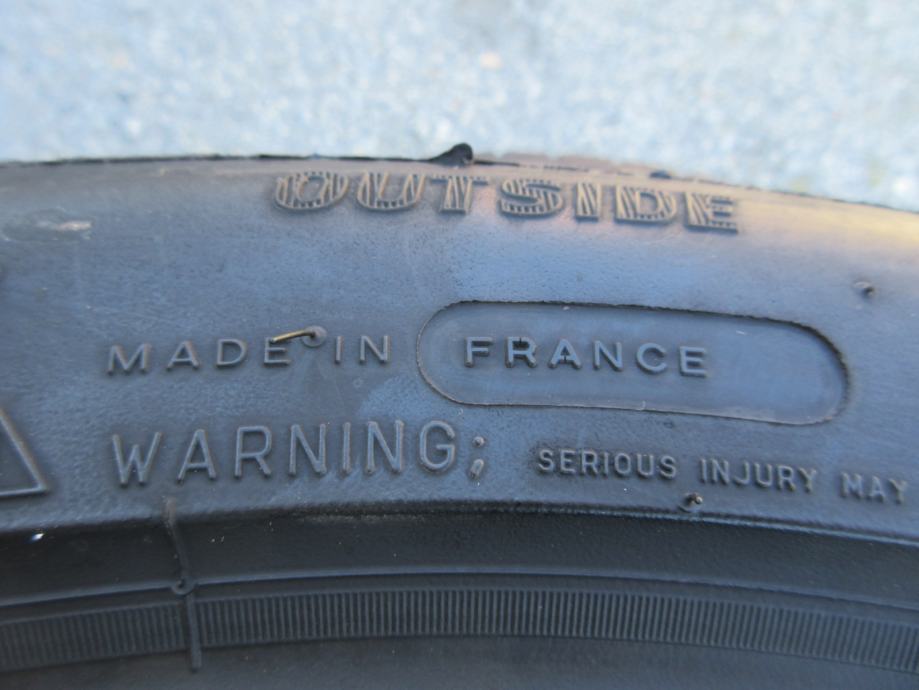 OUTSIDE
MADE IN FRANCE
WARNING; SERIOUS INJURY MAY